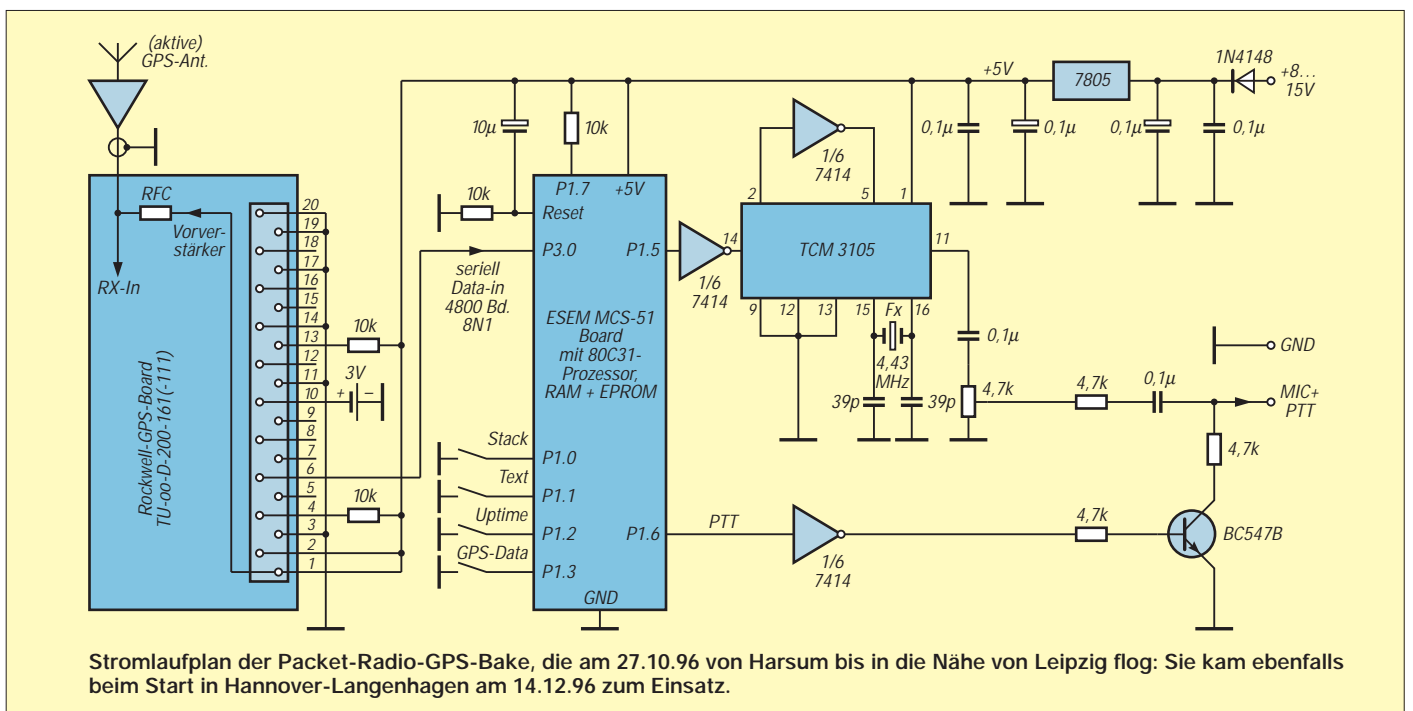 (aktive)
GPS-Ant.
RFC
Vorver-
stärker
RX-In
Rockwell-GPS-Board
TU-oo-D-200-161(-111)
20
19
18
17
16
15
14
13
12
11
10
9
8
7
6
5
4
3
2
1
10k
3V
+ –
10k
10µ
10k
10k
seriell
Data-in
4800 Bd.
8N1
Stack
Text
Uptime
GPS-Data
P1.7 +5V
Reset
P3.0 P1.5
ESEM MCS-51
Board
mit 80C31-
Prozessor,
RAM + EPROM
P1.0
P1.1
P1.2 P1.6
P1.3
GND
1/6
7414
1/6
7414
2 5 1
14 TCM 3105 11
9 12 13 15 Fx 16
4,43
MHz
39p 39p
0,1µ
4,7k
4,7k
0,1µ
+5V
7805
1N4148
+8...
15V
0,1µ 0,1µ 0,1µ 0,1µ
GND
MIC+
PTT
4,7k
PTT
1/6
7414
4,7k
BC547B
Stromlaufplan der Packet-Radio-GPS-Bake, die am 27.10.96 von Harsum bis in die Nähe von Leipzig flog: Sie kam ebenfalls
beim Start in Hannover-Langenhagen am 14.12.96 zum Einsatz.